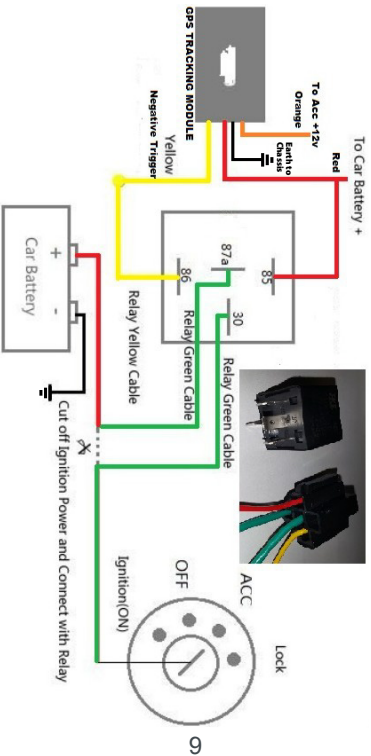 GPS TRACKING MODULE
To Acc +12v
Orange
Earth to
Chassis
Red
To Car Battery +
Yellow
Negative Trigger
85
87a
86
30
Relay Yellow Cable
Relay Green Cable
Relay Green Cable
+
-
Car Battery
Cut off Ignition Power and Connect with Relay
Ignition(ON)
OFF
ACC
Lock
9